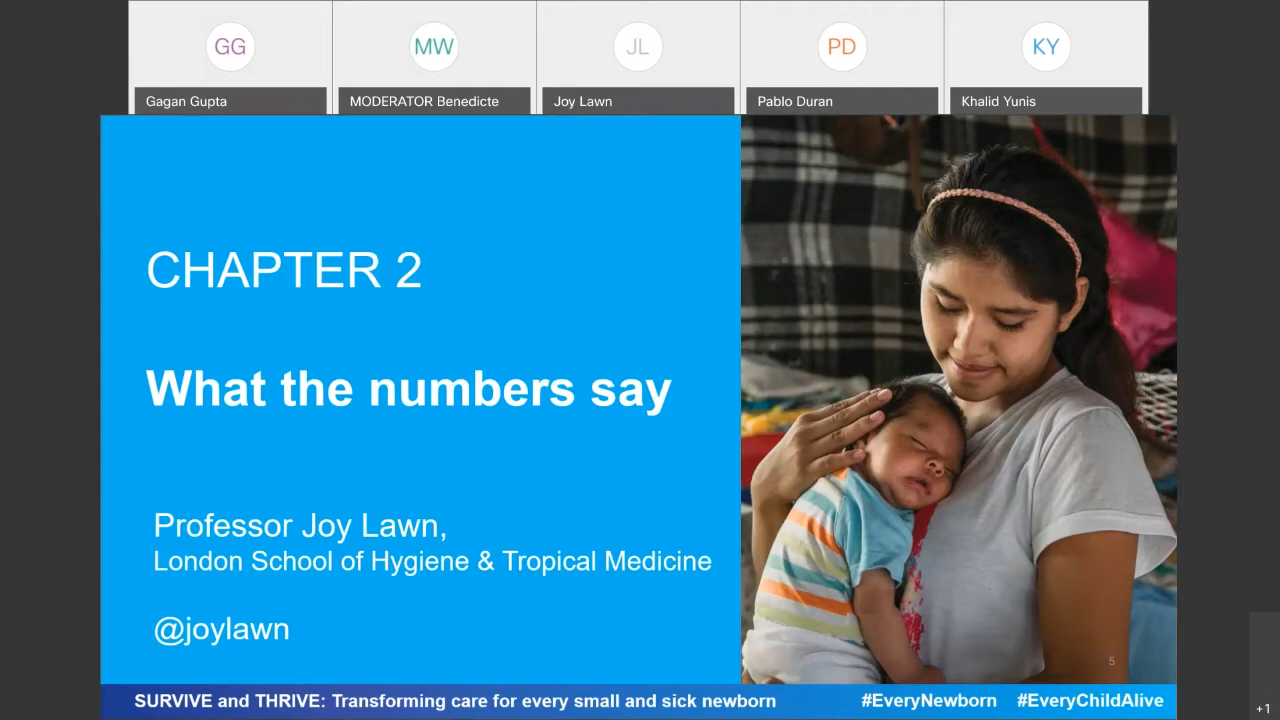 GG
MW
JL
PD
KY
Gagan Gupta
MODERATOR Benedicte
Joy Lawn
Pablo Duran
Khalid Yunis
CHAPTER 2
What the numbers say
Professor Joy Lawn,
London School of Hygiene & Tropical Medicine
@joylawn
5
SURVIVE and THRIVE: Transforming care for every small and sick newborn
#EveryNewborn #EveryChildAlive
+1